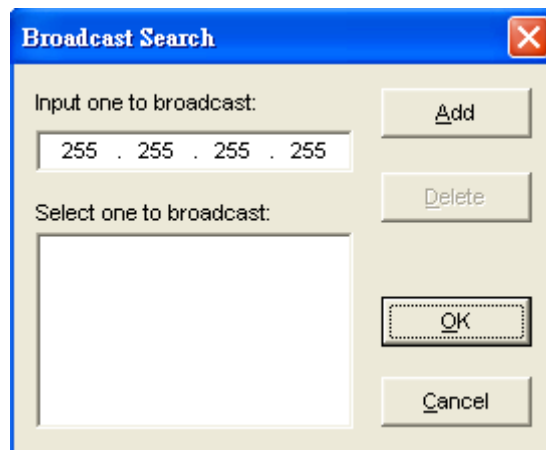 Broadcast Search
Input one to broadcast:
Add
255 . 255 . 255 . 255
Delete
Select one to broadcast:
OK
Cancel